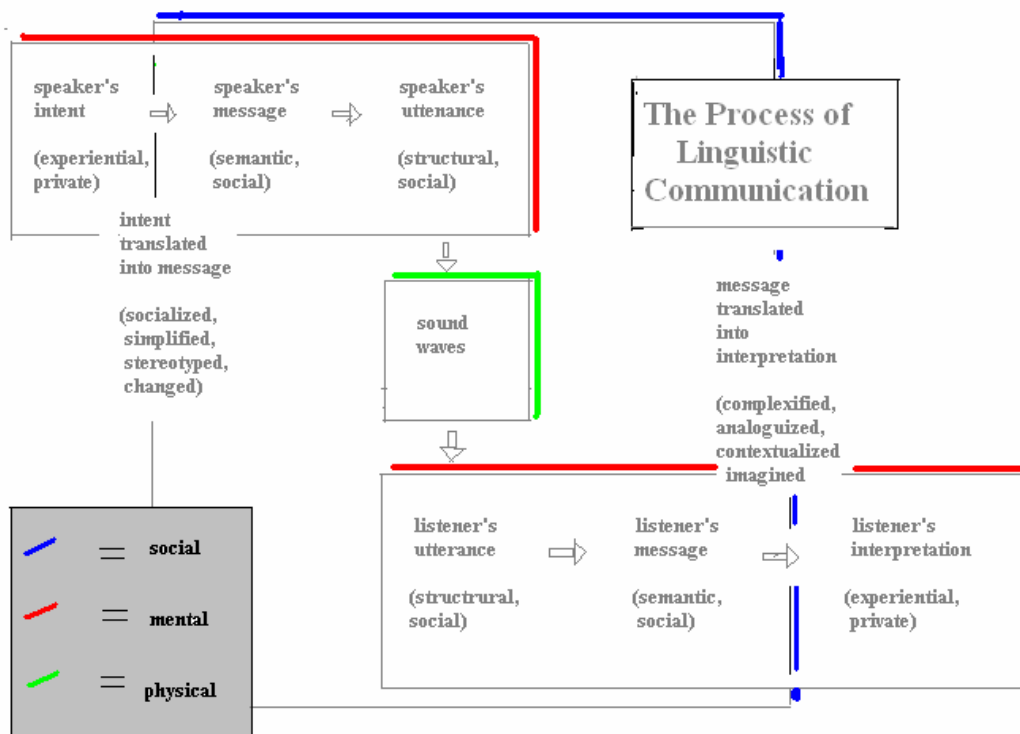 speaker's
intent
(experiential,
private)
speaker's
message
(semantic,
social)
speaker's
uttenance
(structural,
social)
The Process of
Linguistic
Communication
intent
translated
into message
(socialized,
simplified,
stereotyped,
changed)
sound
waves
message
translated
into
interpretation
(complexified,
analoguized,
contextualized
imagined
listener's
utterance
(structrural,
social)
listener's
message
(semantic,
social)
listener's
interpretation
(experiential,
private)
= social
= mental
= physical